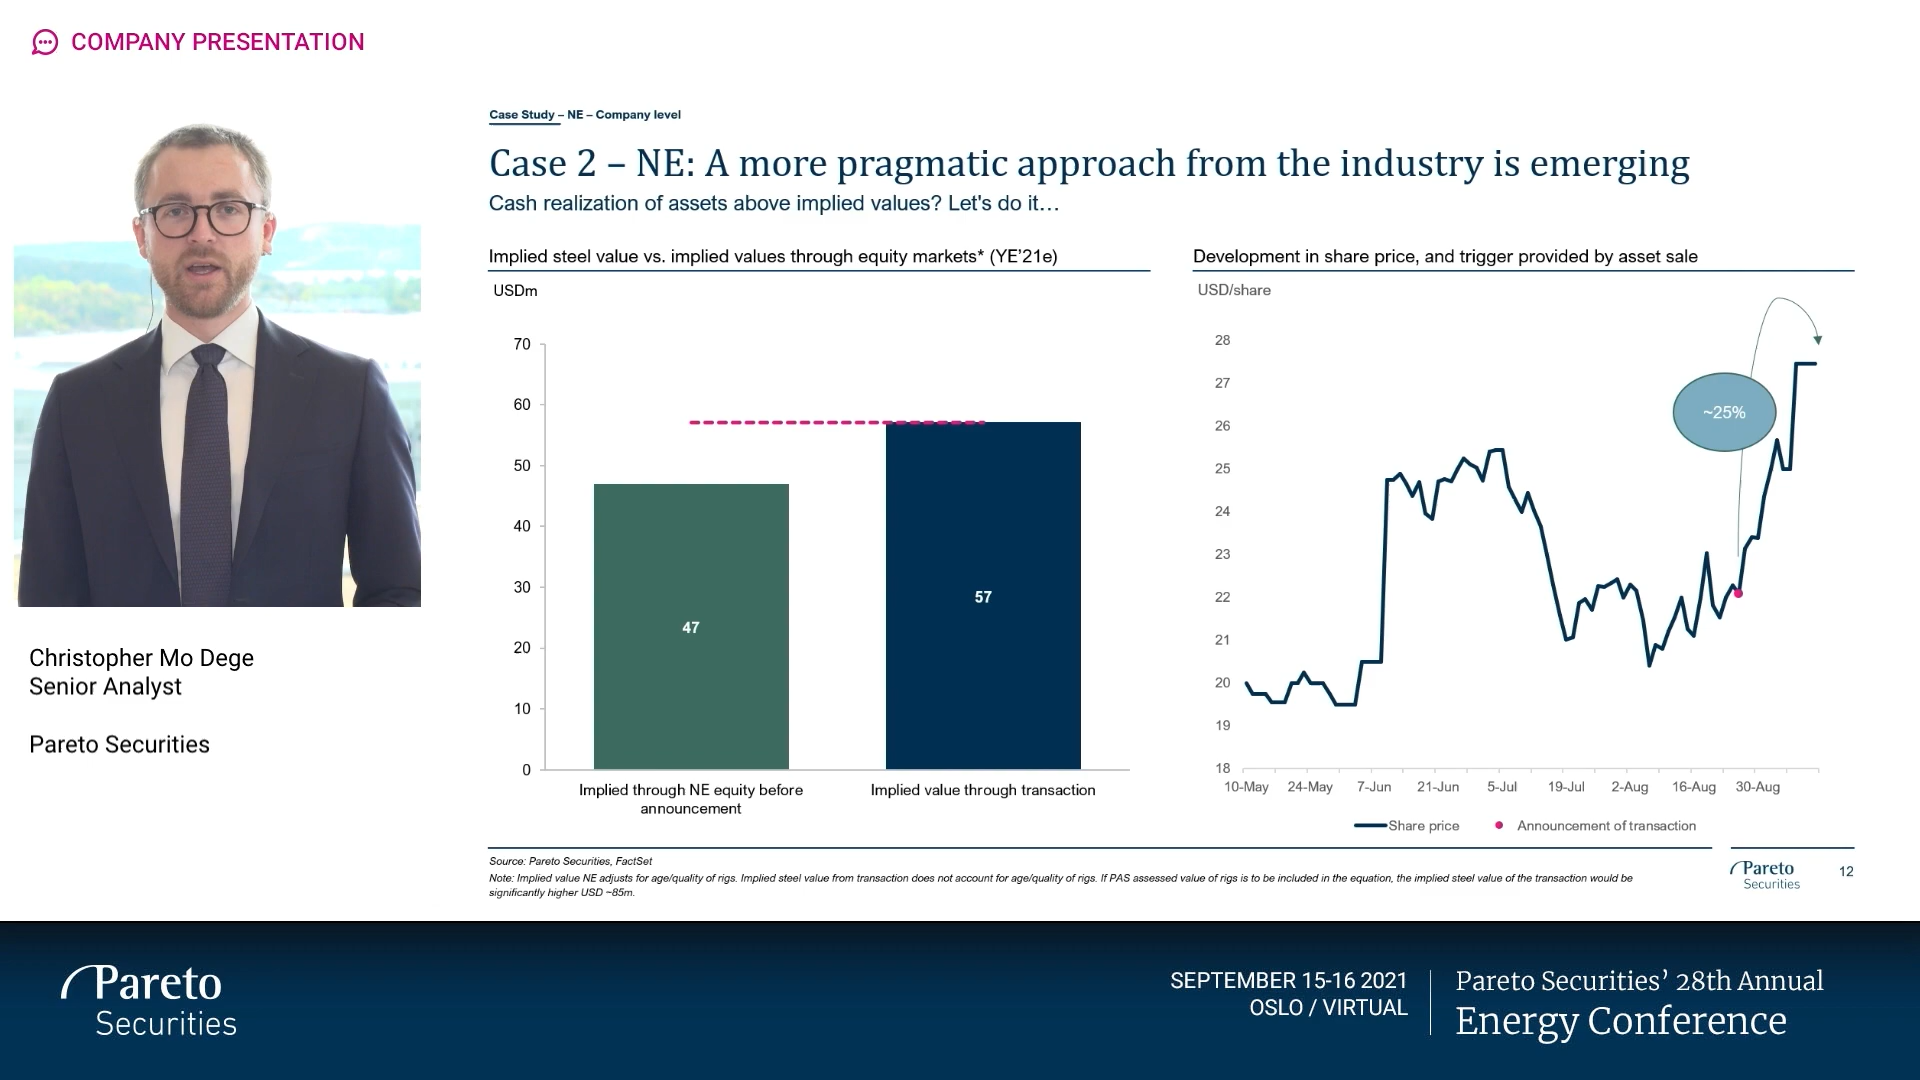 COMPANY PRESENTATION
Case Study – NE – Company level
Case 2 – NE: A more pragmatic approach from the industry is emerging
Cash realization of assets above implied values? Let's do it…
Implied steel value vs. implied values through equity markets* (YE'21e)
USDm
70
60
50
40
30
20
10
0
47
57
Implied through NE equity before
announcement
Implied value through transaction
Development in share price, and trigger provided by asset sale
USD/share
28
27
26
25
24
23
22
21
20
19
18
~25%
10-May 24-May 7-Jun 21-Jun 5-Jul 19-Jul 2-Aug 16-Aug 30-Aug
Share price
Announcement of transaction
Source: Pareto Securities, FactSet
Note: Implied value NE adjusts for age/quality of rigs. Implied steel value from transaction does not account for age/quality of rigs. If PAS assessed value of rigs is to be included in the equation, the implied steel value of the transaction would be
significantly higher USD ~85m.
Pareto
Securities
12
Christopher Mo Dege
Senior Analyst
Pareto Securities
Pareto
Securities
SEPTEMBER 15-16 2021
OSLO / VIRTUAL
Pareto Securities' 28th Annual
Energy Conference